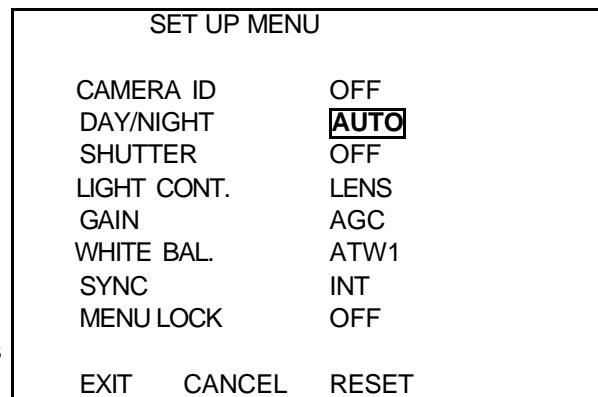 SET UP MENU
CAMERA ID OFF
DAY/NIGHT AUTO
SHUTTER OFF
LIGHT CONT. LENS
GAIN AGC
WHITE BAL. ATW1
SYNC INT
MENU LOCK OFF
EXIT CANCEL RESET